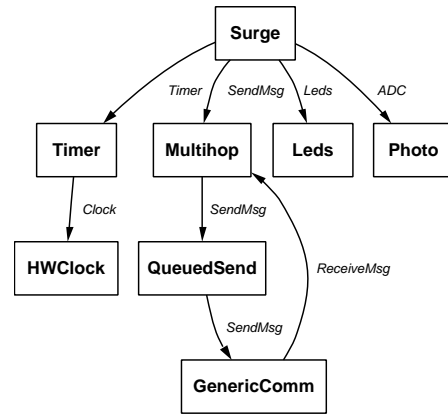 Surge
Timer
SendMsg
Leds
ADC
Timer
Multihop
Leds
Photo
Clock
SendMsg
HWClock
QueuedSend
ReceiveMsg
SendMsg
GenericComm